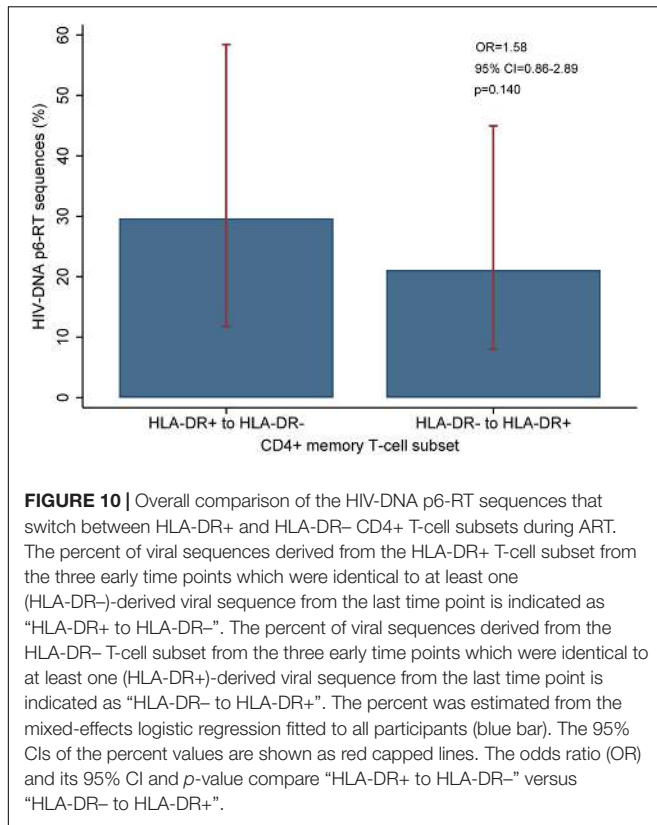 60
50
40
30
20
10
0
HIV-DNA p6-RT sequences (%)
OR=1.58
95% CI=0.86-2.89
p=0.140
HLA-DR+ to HLA-DR-
HLA-DR- to HLA-DR+
CD4+ memory T-cell subset
FIGURE 10 | Overall comparison of the HIV-DNA p6-RT sequences that
switch between HLA-DR+ and HLA-DR– CD4+ T-cell subsets during ART.
The percent of viral sequences derived from the HLA-DR+ T-cell subset from
the three early time points which were identical to at least one
(HLA-DR–)-derived viral sequence from the last time point is indicated as
“HLA-DR+ to HLA-DR–”. The percent of viral sequences derived from the
HLA-DR– T-cell subset from the three early time points which were identical to
at least one (HLA-DR+)-derived viral sequence from the last time point is
indicated as “HLA-DR– to HLA-DR+”. The percent was estimated from the
mixed-effects logistic regression fitted to all participants (blue bar). The 95%
CIs of the percent values are shown as red capped lines. The odds ratio (OR)
and its 95% CI and p-value compare “HLA-DR+ to HLA-DR–” versus
“HLA-DR– to HLA-DR+”.